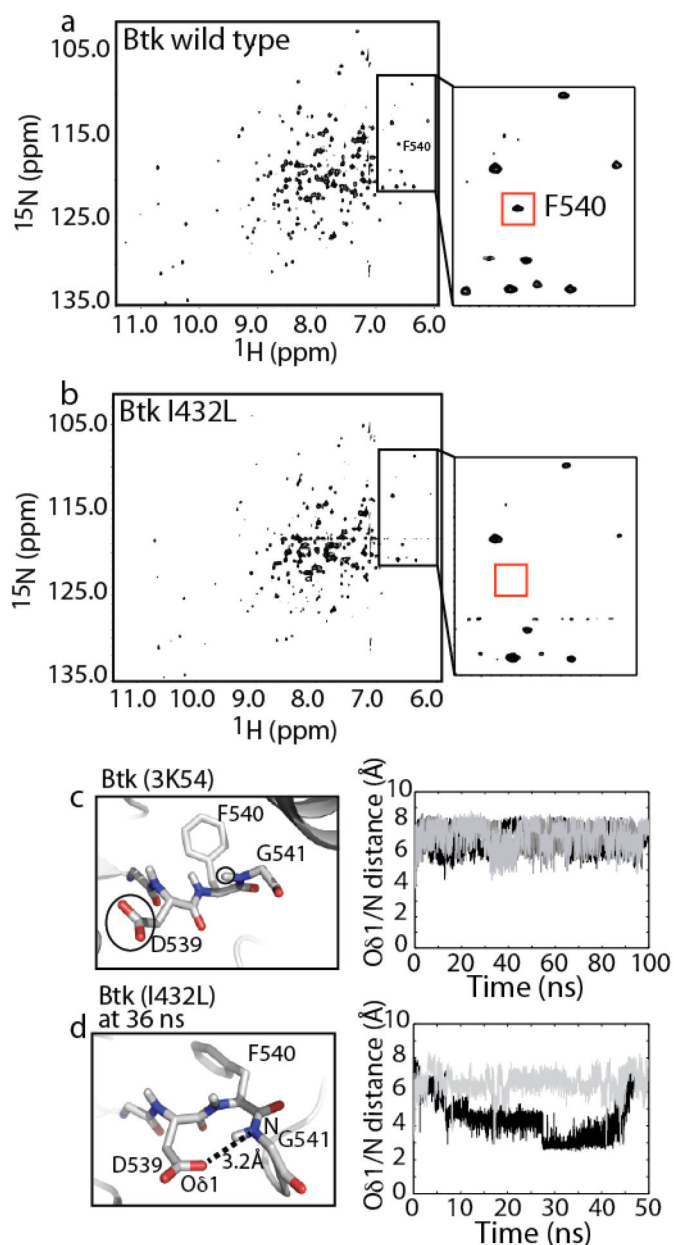 a
Btk wild type
105.0
115.0
125.0
135.0
15N (ppm)
F540
F540
11.0 10.0 9.0 8.0 7.0 6.0
1H (ppm)
b
Btk I432L
105.0
115.0
125.0
135.0
15N (ppm)
11.0 10.0 9.0 8.0 7.0 6.0
1H (ppm)
Btk (3K54)
c
F540
G541
D539
Oδ1/N distance (Å)
10
8
6
4
2
0
0 20 40 60 80 100
Time (ns)
Btk (I432L)
at 36 ns
d
F540
N
G541
D539
3.2Å
Oδ1
Oδ1/N distance (Å)
10
8
6
4
2
0
0 10 20 30 40 50
Time (ns)